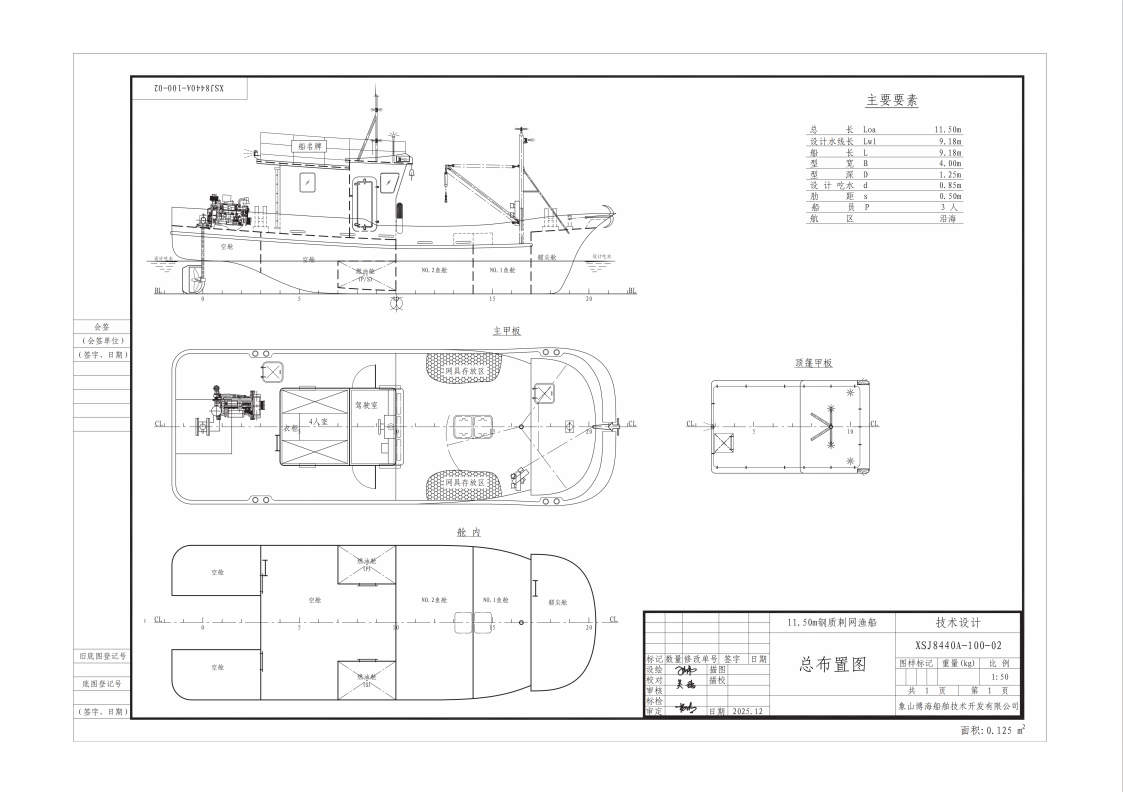 XSJ8440A-100-02
主要要素
总 长 Loa 11.50m
设计水线长 Lwl 9.18m
船 长 L 9.18m
型 宽 B 4.00m
型 深 D 1.25m
设 计 吃水 d 0.85m
肋 距 s 0.50m
船 员 P 3 人
航 区 沿海
船名牌
空舱
空舱
燃油舱
(P/S)
NO.2鱼舱
NO.1鱼舱
艏尖舱
设计吃水
设计吃水
BL
BL
0 5 10 15 20
主甲板
网具存放区
驾驶室
4人室
衣柜
网具存放区
CL
CL
10 15 20
顶篷甲板
CL
CL
5 10
舱 内
空舱
燃油舱
(P)
空舱
NO.2鱼舱
NO.1鱼舱
艏尖舱
CL
CL
0 5 10 15 20
空舱
燃油舱
(S)
会签
(会签单位)
(签字、日期)
旧底图登记号
底图登记号
(签字、日期)
11.50m钢质刺网渔船
技术设计
XSJ8440A-100-02
总布置图
标记 数量 修改单号 签字 日期
设绘 描图
校对 描校
审核
标检
审定 日期 2025.12
图样标记 重量(kg) 比 例
1:50
共 1 页 第 1 页
象山博海船舶技术开发有限公司
面积:0.125 m²